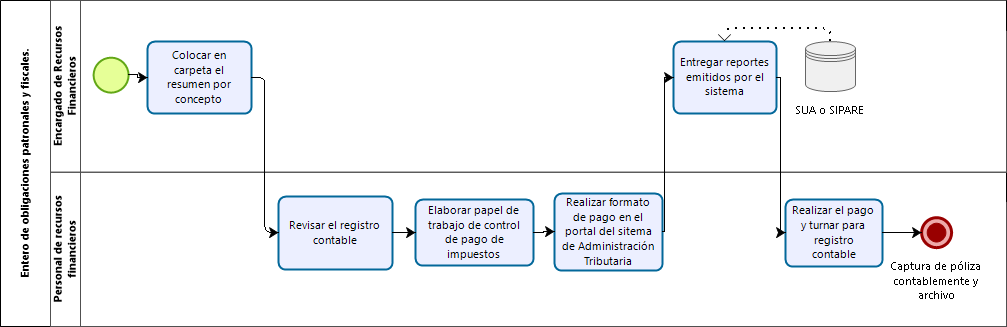 Entero de obligaciones patronales y fiscales.
Encargado de Recursos
Financieros
Colocar en
carpeta el
resumen por
concepto
Entregar reportes
emitidos por el
sistema
SUA o SIPARE
Personal de recursos
financieros
Revisar el registro
contable
Elaborar papel de
trabajo de control
de pago de
impuestos
Realizar formato
de pago en el
portal del sitema
de Administración
Tributaria
Realizar el pago
y turnar para
registro
contable
Captura de póliza
contablemente y
archivo